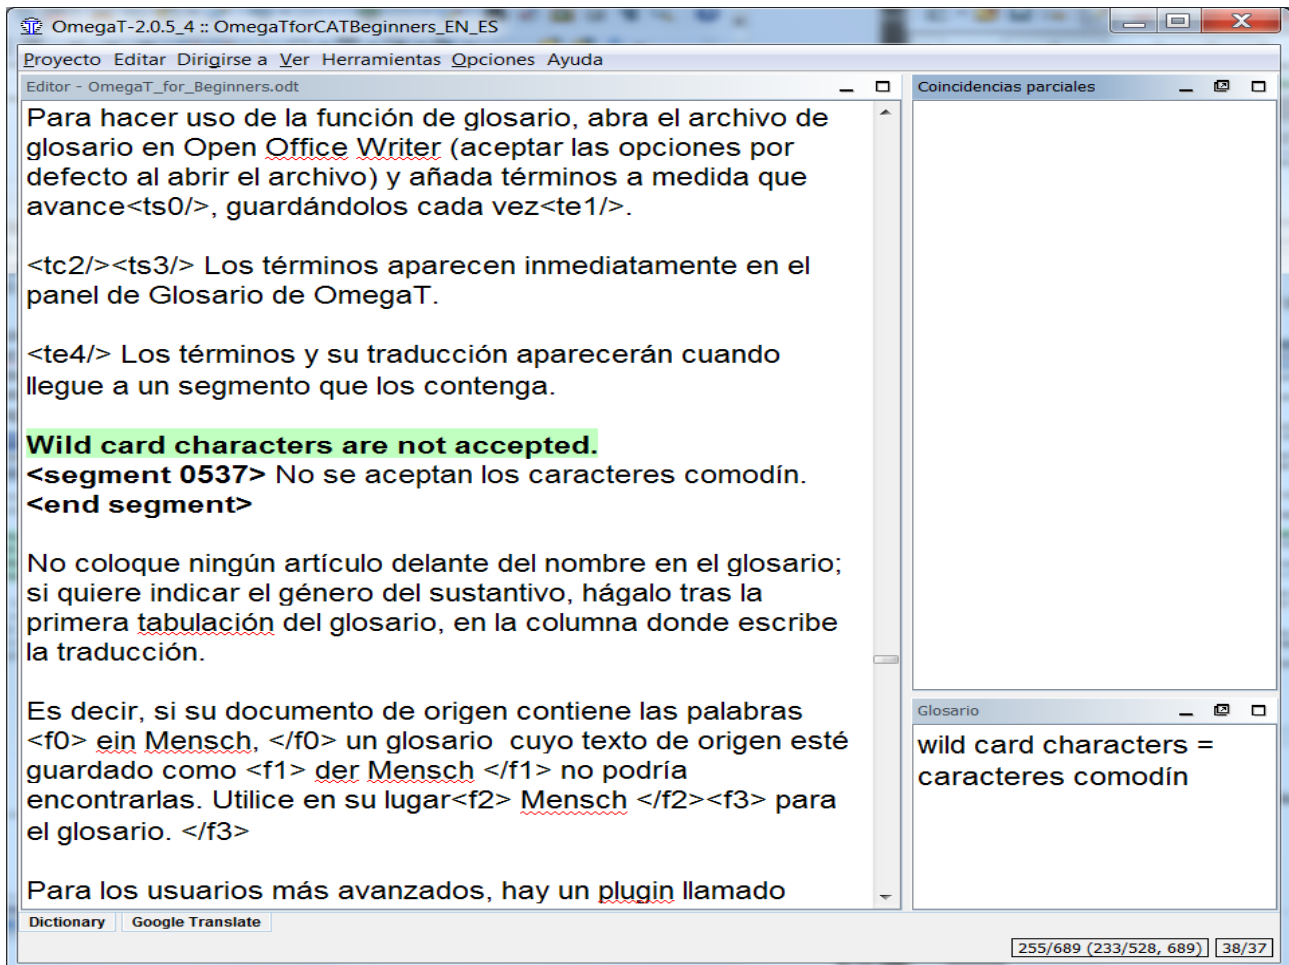 OmegaT-2.0.5_4 :: OmegaTforCATBeginners_EN_ES
Proyecto Editar Dirigirse a Ver Herramientas Opciones Ayuda
Editor - OmegaT_for_Beginners.odt
Para hacer uso de la función de glosario, abra el archivo de
glosario en Open Office Writer (aceptar las opciones por
defecto al abrir el archivo) y añada términos a medida que
avance<ts0/>, guardándolos cada vez<te1/>.
<tc2/><ts3/> Los términos aparecen inmediatamente en el
panel de Glosario de OmegaT.
<te4/> Los términos y su traducción aparecerán cuando
llegue a un segmento que los contenga.
Wild card characters are not accepted.
<segment 0537> No se aceptan los caracteres comodín.
<end segment>
No coloque ningún artículo delante del nombre en el glosario;
si quiere indicar el género del sustantivo, hágalo tras la
primera tabulación del glosario, en la columna donde escribe
la traducción.
Es decir, si su documento de origen contiene las palabras
<f0> ein Mensch, </f0> un glosario  cuyo texto de origen esté
guardado como <f1> der Mensch </f1> no podría
encontrarlas. Utilice en su lugar<f2> Mensch </f2><f3> para
el glosario. </f3>
Para los usuarios más avanzados, hay un plugin llamado
Coincidencias parciales
Glosario
wild card characters =
caracteres comodín
Dictionary Google Translate
255/689 (233/528, 689) 38/37